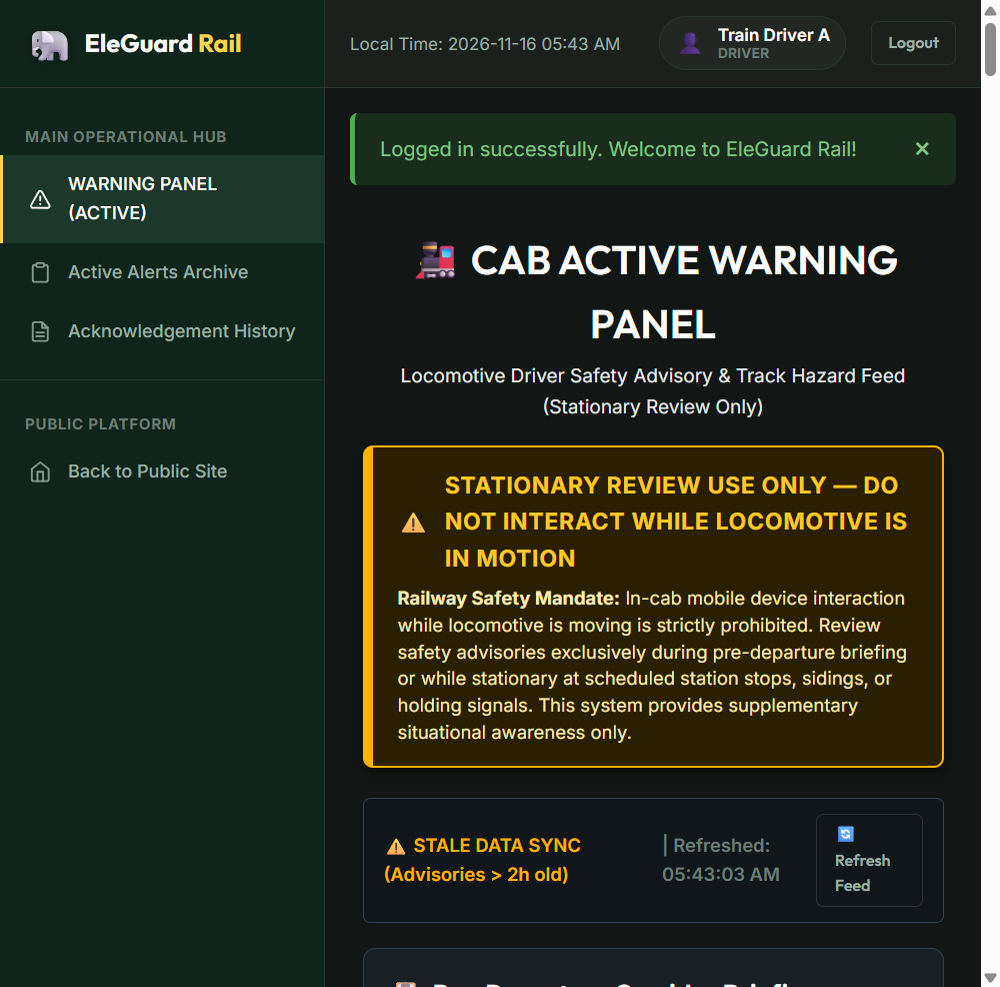 EleGuard Rail
MAIN OPERATIONAL HUB
WARNING PANEL
(ACTIVE)
Active Alerts Archive
Acknowledgement History
PUBLIC PLATFORM
Back to Public Site
Local Time: 2026-11-16 05:43 AM
Train Driver A
DRIVER
Logout
Logged in successfully. Welcome to EleGuard Rail!
×
CAB ACTIVE WARNING
PANEL
Locomotive Driver Safety Advisory & Track Hazard Feed
(Stationary Review Only)
STATIONARY REVIEW USE ONLY — DO
NOT INTERACT WHILE LOCOMOTIVE IS
IN MOTION
Railway Safety Mandate: In-cab mobile device interaction
while locomotive is moving is strictly prohibited. Review
safety advisories exclusively during pre-departure briefing
or while stationary at scheduled station stops, sidings, or
holding signals. This system provides supplementary
situational awareness only.
STALE DATA SYNC
(Advisories > 2h old)
| Refreshed:
05:43:03 AM
Refresh
Feed